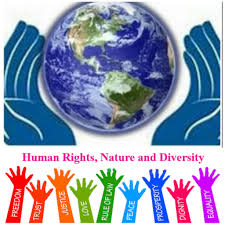 Human Rights, Nature and Diversity
FREEDOM
TRUST
JUSTICE
LOVE
RULE OF LAW
PEACE
PROSPERITY
DIGNITY
EQUALITY